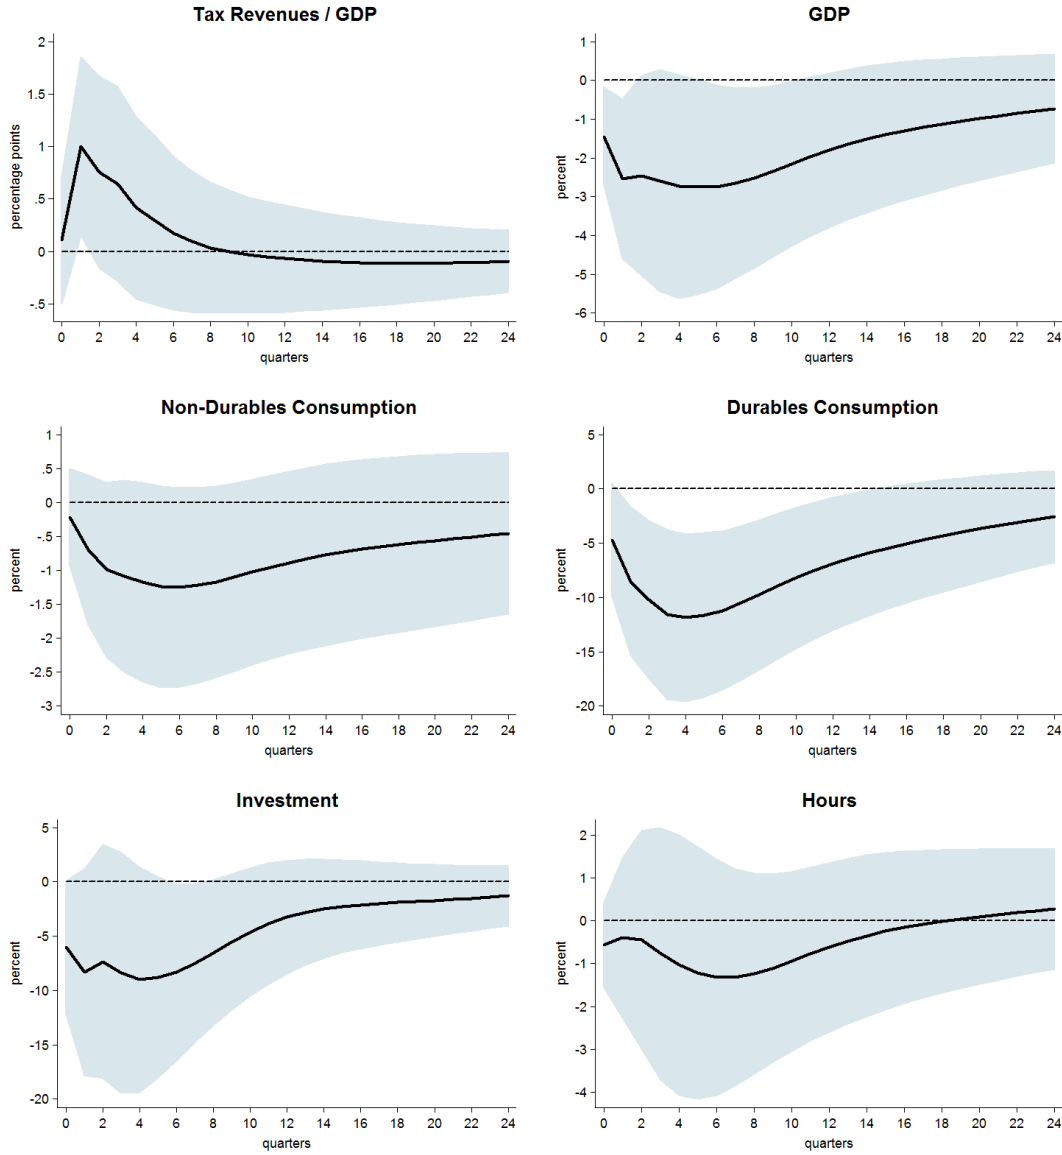 Tax Revenues / GDP
percentage points
2
1.5
1
.5
0
-.5
0 2 4 6 8 10 12 14 16 18 20 22 24
quarters
GDP
percent
1
0
-1
-2
-3
-4
-5
-6
0 2 4 6 8 10 12 14 16 18 20 22 24
quarters
Non-Durables Consumption
percent
1
.5
0
-.5
-1
-1.5
-2
-2.5
-3
0 2 4 6 8 10 12 14 16 18 20 22 24
quarters
Durables Consumption
percent
5
0
-5
-10
-15
-20
0 2 4 6 8 10 12 14 16 18 20 22 24
quarters
Investment
percent
5
0
-5
-10
-15
-20
0 2 4 6 8 10 12 14 16 18 20 22 24
quarters
Hours
percent
2
1
0
-1
-2
-3
-4
0 2 4 6 8 10 12 14 16 18 20 22 24
quarters